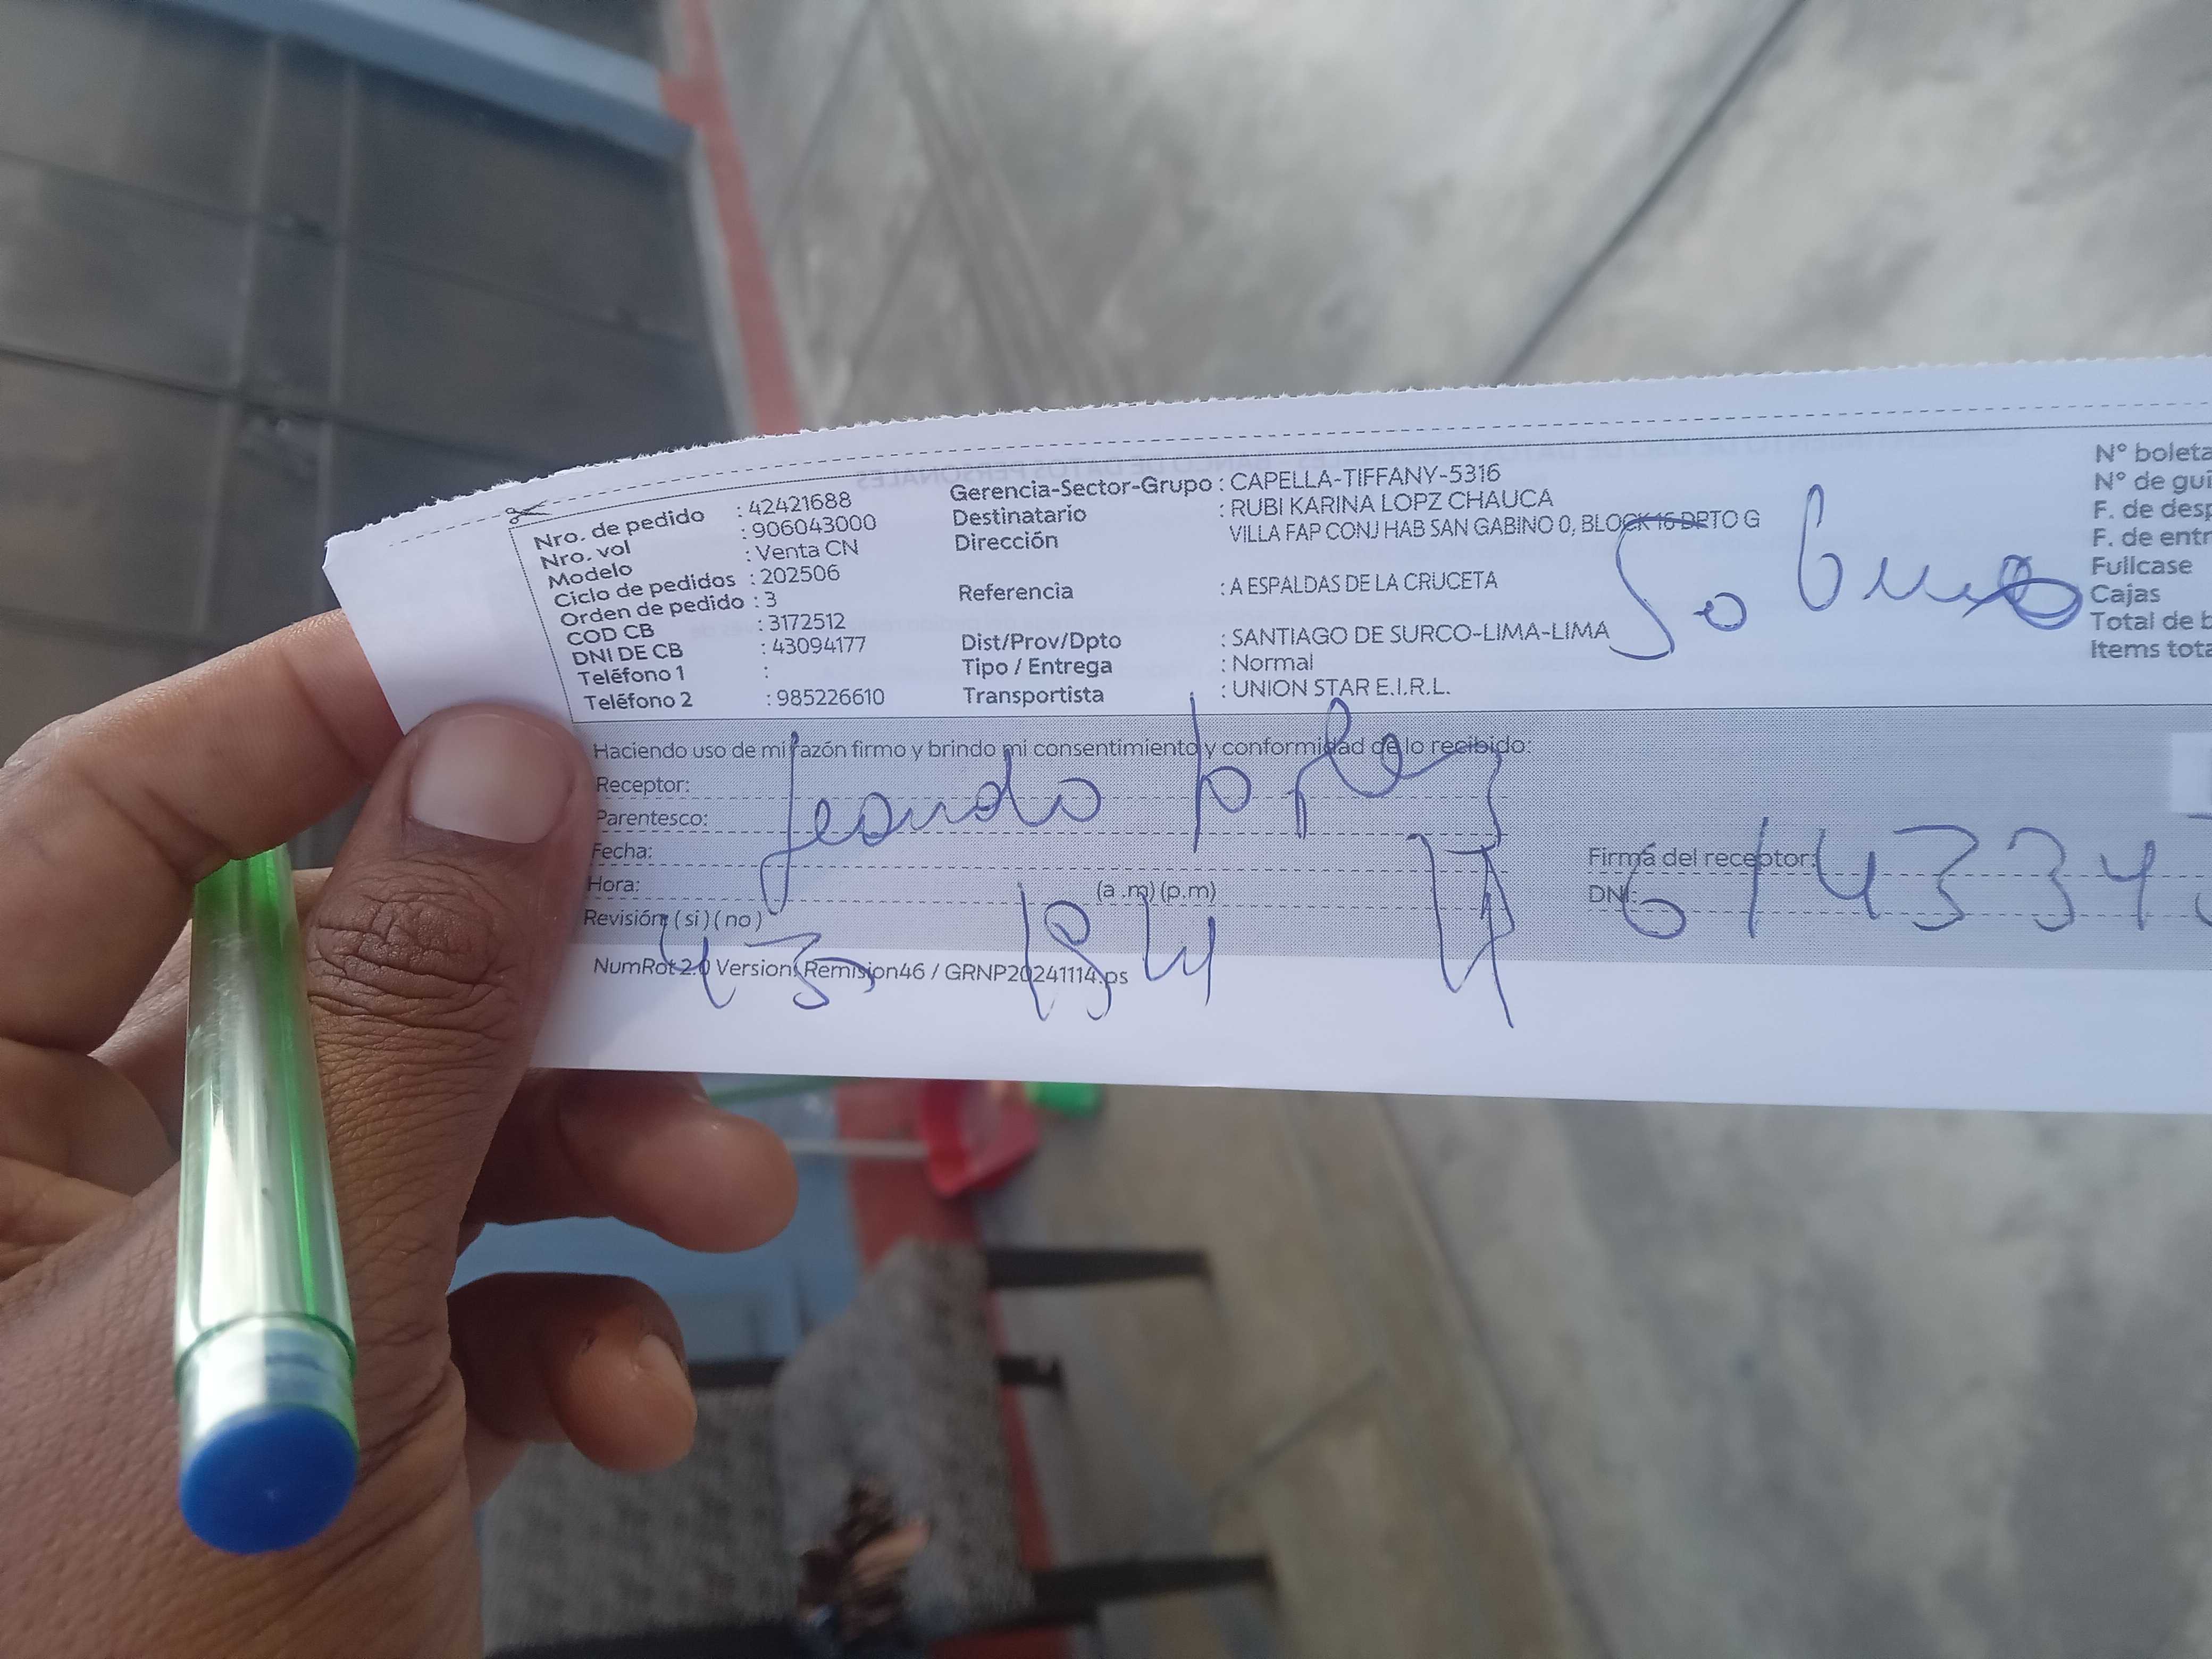 Nro. de pedido : 42421688
Nro. vol : 906043000
Modelo : Venta CN
Ciclo de pedidos : 202506
Orden de pedido : 3
COD CB : 3172512
DNI DE CB : 43094177
Teléfono 1 :
Teléfono 2 : 985226610
Gerencia-Sector-Grupo : CAPELLA-TIFFANY-5316
Destinatario : RUBI KARINA LOPZ CHAUCA
Dirección VILLA FAP CONJ HAB SAN GABINO 0, BLOCK 15 DPTO G
Referencia : A ESPALDAS DE LA CRUCETA
Dist/Prov/Dpto : SANTIAGO DE SURCO-LIMA-LIMA
Tipo / Entrega : Normal
Transportista : UNION STAR E.I.R.L.
Nº boleta
Nº de guí
F. de desp
F. de entr
Fullcase
Cajas
Total de b
Items tota
Haciendo uso de mi razón firmo y brindo mi consentimiento y conformidad de lo recibido:
Receptor:
Parentesco:
Fecha:
Hora: (a .m) (p.m)
Revisión: ( si ) ( no )
Firma del receptor:
DNI: 614334
NumRot 2.0 Version: Remision46 / GRNP20241114.ps